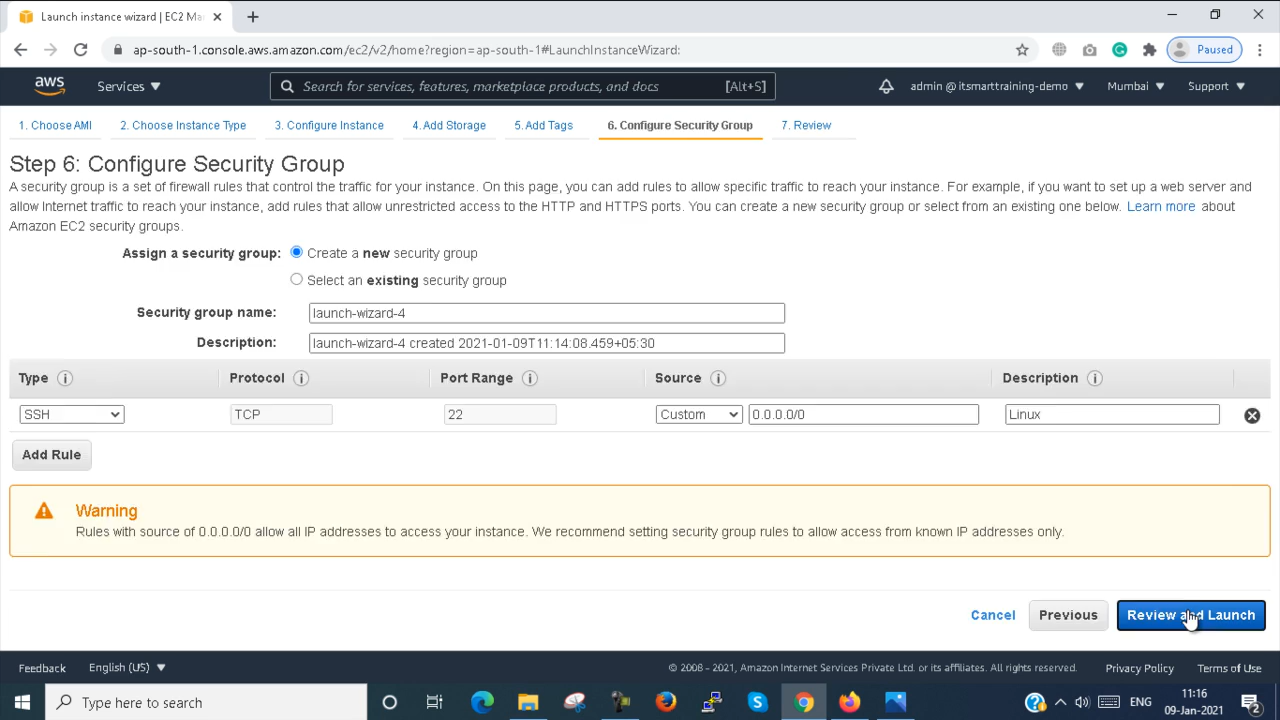 Launch instance wizard | EC2 Ma
ap-south-1.console.aws.amazon.com/ec2/v2/home?region=ap-south-1#LaunchInstanceWizard:
Paused
aws
Services
Search for services, features, marketplace products, and docs
[Alt+S]
admin @ itsmarttraining-demo
Mumbai
Support
1. Choose AMI
2. Choose Instance Type
3. Configure Instance
4. Add Storage
5. Add Tags
6. Configure Security Group
7. Review
Step 6: Configure Security Group
A security group is a set of firewall rules that control the traffic for your instance. On this page, you can add rules to allow specific traffic to reach your instance. For example, if you want to set up a web server and
allow Internet traffic to reach your instance, add rules that allow unrestricted access to the HTTP and HTTPS ports. You can create a new security group or select from an existing one below. Learn more about
Amazon EC2 security groups.
Assign a security group: Create a new security group
Select an existing security group
Security group name: launch-wizard-4
Description: launch-wizard-4 created 2021-01-09T11:14:08.459+05:30
Type i Protocol i Port Range i Source i Description i
SSH TCP 22 Custom 0.0.0.0/0 Linux
Add Rule
Warning
Rules with source of 0.0.0.0/0 allow all IP addresses to access your instance. We recommend setting security group rules to allow access from known IP addresses only.
Cancel Previous Review and Launch
Feedback English (US) © 2008 - 2021, Amazon Internet Services Private Ltd. or its affiliates. All rights reserved. Privacy Policy Terms of Use
Type here to search
ENG
11:16
09-Jan-2021
2